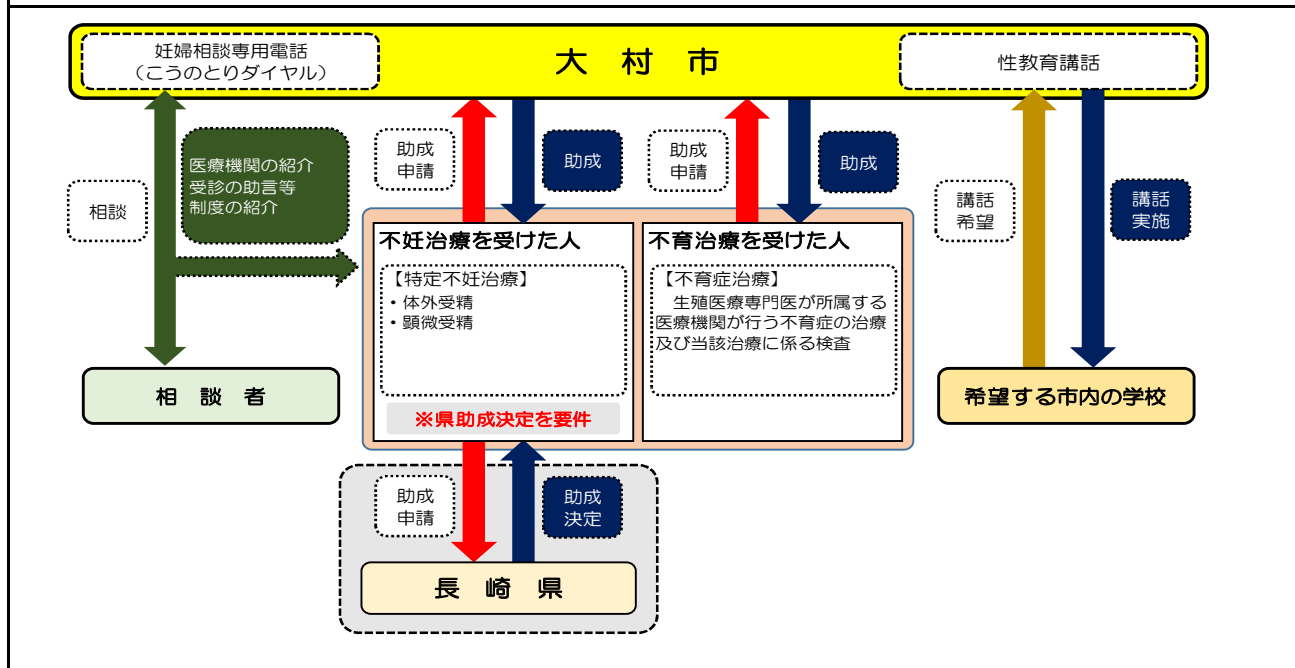 妊婦相談専用電話
（こうのとりダイヤル）
大　村　市
性教育講話
相談
医療機関の紹介
受診の助言等
制度の紹介
助成
申請
助成
助成
申請
助成
講話
希望
講話
実施
不妊治療を受けた人
【特定不妊治療】
・体外受精
・顕微受精
※県助成決定を要件
不育治療を受けた人
【不育症治療】
　生殖医療専門医が所属する
医療機関が行う不育症の治療
及び当該治療に係る検査
相　談　者
希望する市内の学校
助成
申請
助成
決定
長　崎　県